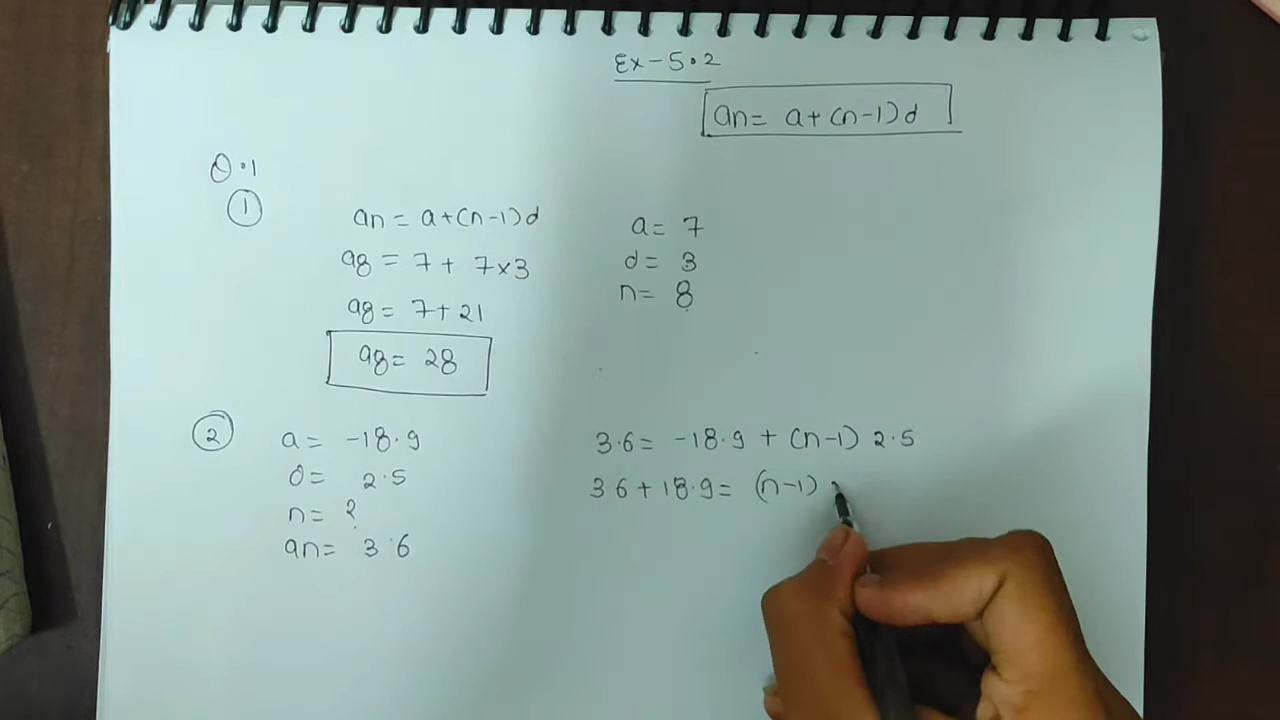 Ex-5.2
an= a+(n-1)d
Q.1
1
an= a+(n-1)d
a8 = 7+ 7×3
a8= 7+21
a8= 28
a= 7
d= 3
n= 8
2
a= -18.9
d= 2.5
n= ?
an= 3.6
3.6= -18.9 + (n-1) 2.5
3.6+18.9= (n-1)